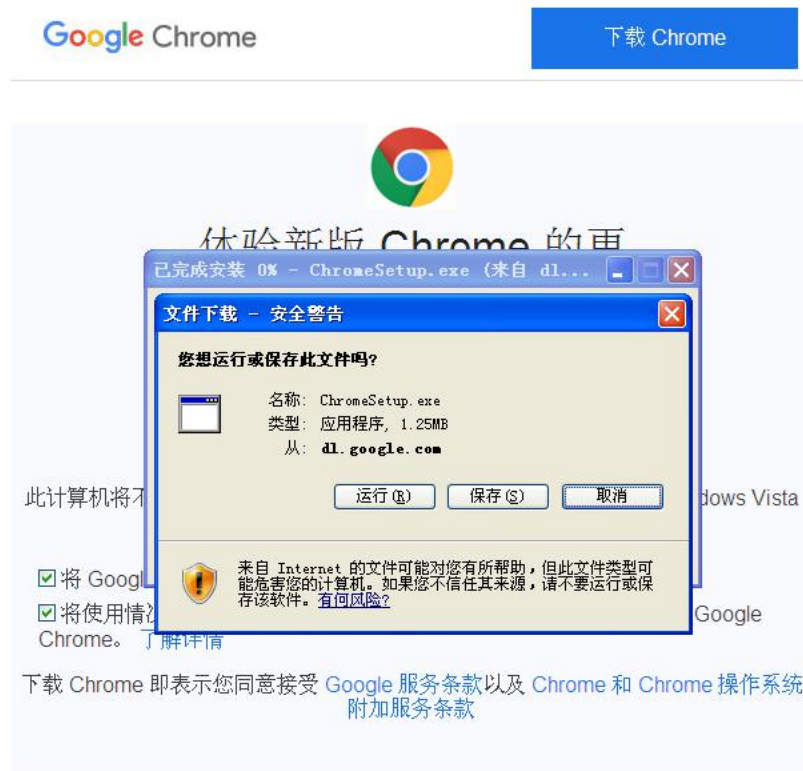 Google Chrome
下载 Chrome
体验新版 Chrome 的更
已完成安装 0% - ChromeSetup.exe (来自 dl...
文件下载 - 安全警告
您想运行或保存此文件吗?
名称: ChromeSetup.exe
类型: 应用程序, 1.25MB
从: dl.google.com
运行(R)
保存(S)
取消
此计算机将不
dows Vista
来自 Internet 的文件可能对您有所帮助,但此文件类型可
能危害您的计算机。如果您不信任其来源,请不要运行或保
存该软件。有何风险?
将 Googl
将使用情况
Google
Chrome。 了解详情
下载 Chrome 即表示您同意接受 Google 服务条款以及 Chrome 和 Chrome 操作系统
附加服务条款